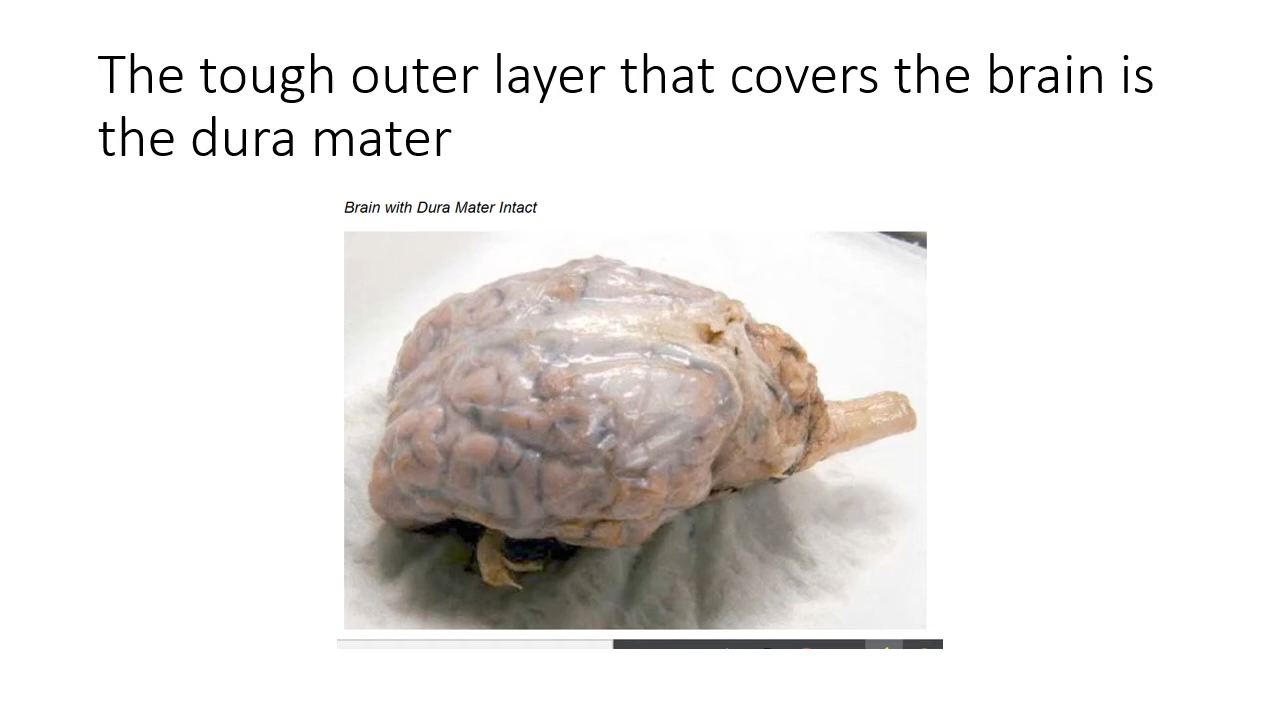 The tough outer layer that covers the brain is
the dura mater
Brain with Dura Mater Intact